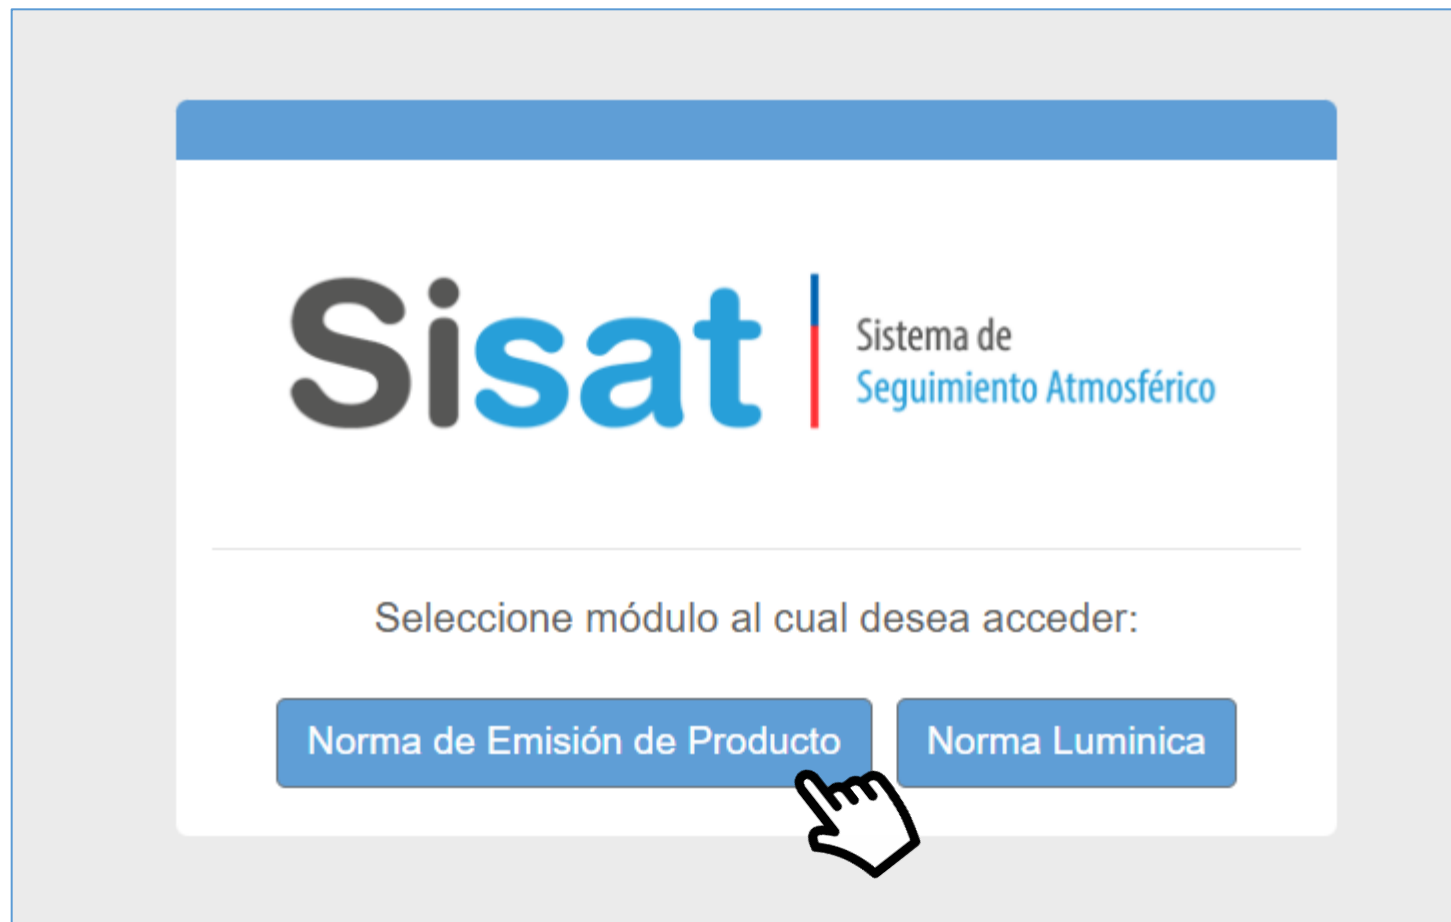 Sisat
Sistema de
Seguimiento Atmosférico
Seleccione módulo al cual desea acceder:
Norma de Emisión de Producto
Norma Luminica